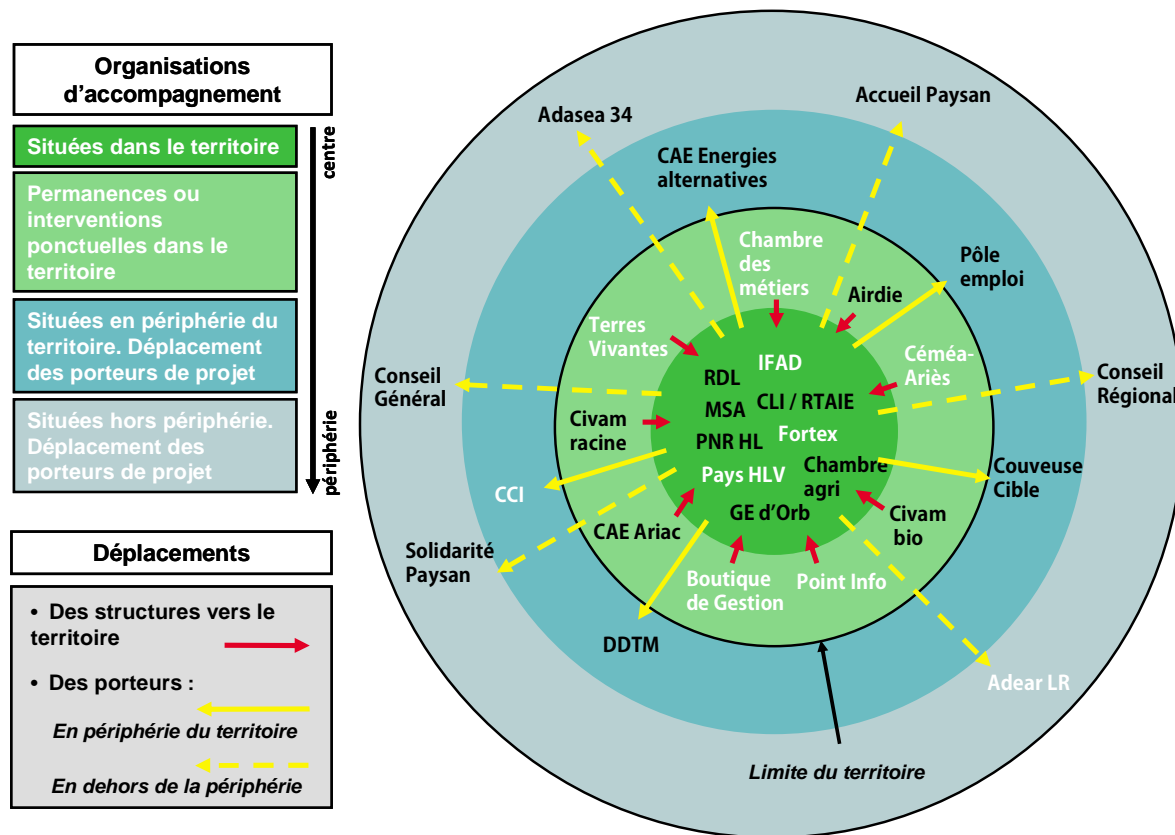 Organisations
d'accompagnement
Situées dans le territoire
Permanences ou
interventions
ponctuelles dans le
territoire
Situées en périphérie du
territoire. Déplacement
des porteurs de projet
Situées hors périphérie.
Déplacement des
porteurs de projet
centre
périphérie
Déplacements
• Des structures vers le
territoire
• Des porteurs :
En périphérie du territoire
En dehors de la périphérie
Adasea 34
Accueil Paysan
CAE Energies
alternatives
Chambre
des
métiers
Pôle
emploi
Airdie
Terres
Vivantes
IFAD
Céméa-
Ariès
Conseil
Général
RDL
Conseil
Régional
MSA
CLI / RTAIE
Civam
racine
PNR HL
Fortex
Pays HLV
Chambre
agri
Couveuse
Cible
CCI
GE d'Orb
Civam
bio
CAE Ariac
Solidarité
Paysan
Boutique
de Gestion
Point Info
DDTM
Adear LR
Limite du territoire